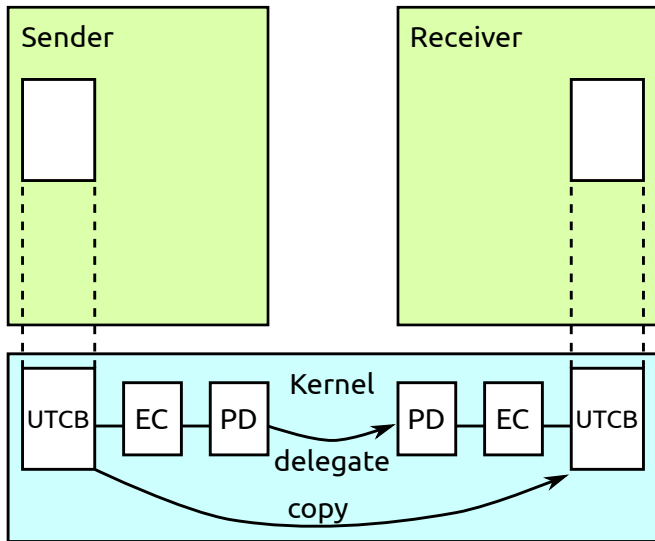 Sender
Receiver
Kernel
UTCB
EC
PD
PD
EC
UTCB
delegate
copy